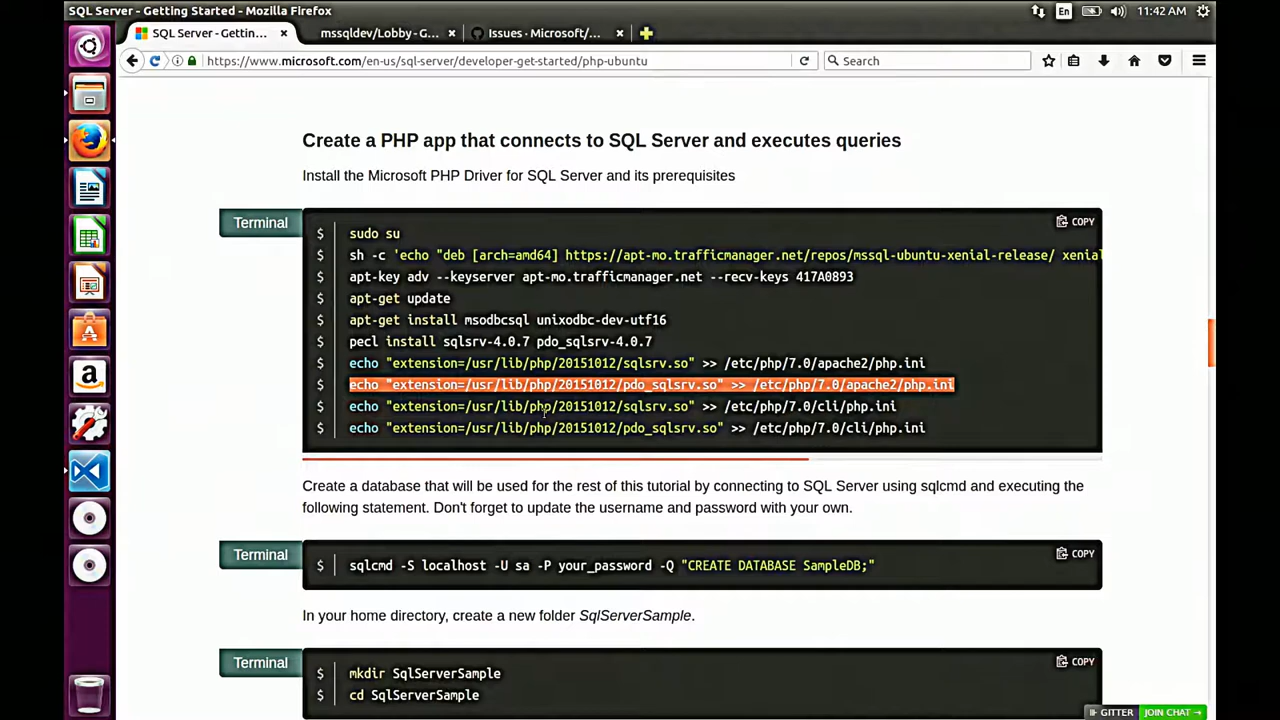 SQL Server - Getting Started - Mozilla Firefox
En
11:42 AM
SQL Server - Gettin...
mssqldev/Lobby - G...
Issues · Microsoft/...
https://www.microsoft.com/en-us/sql-server/developer-get-started/php-ubuntu
Search
Create a PHP app that connects to SQL Server and executes queries
Install the Microsoft PHP Driver for SQL Server and its prerequisites
Terminal
COPY
$ sudo su
$ sh -c 'echo "deb [arch=amd64] https://apt-mo.trafficmanager.net/repos/mssql-ubuntu-xenial-release/ xenial
$ apt-key adv --keyserver apt-mo.trafficmanager.net --recv-keys 417A0893
$ apt-get update
$ apt-get install msodbcsql unixodbc-dev-utf16
$ pecl install sqlsrv-4.0.7 pdo_sqlsrv-4.0.7
$ echo "extension=/usr/lib/php/20151012/sqlsrv.so" >> /etc/php/7.0/apache2/php.ini
$ echo "extension=/usr/lib/php/20151012/pdo_sqlsrv.so" >> /etc/php/7.0/apache2/php.ini
$ echo "extension=/usr/lib/php/20151012/sqlsrv.so" >> /etc/php/7.0/cli/php.ini
$ echo "extension=/usr/lib/php/20151012/pdo_sqlsrv.so" >> /etc/php/7.0/cli/php.ini
Create a database that will be used for the rest of this tutorial by connecting to SQL Server using sqlcmd and executing the
following statement. Don't forget to update the username and password with your own.
Terminal
COPY
$ sqlcmd -S localhost -U sa -P your_password -Q "CREATE DATABASE SampleDB;"
In your home directory, create a new folder SqlServerSample.
Terminal
COPY
$ mkdir SqlServerSample
$ cd SqlServerSample
GITTER JOIN CHAT →